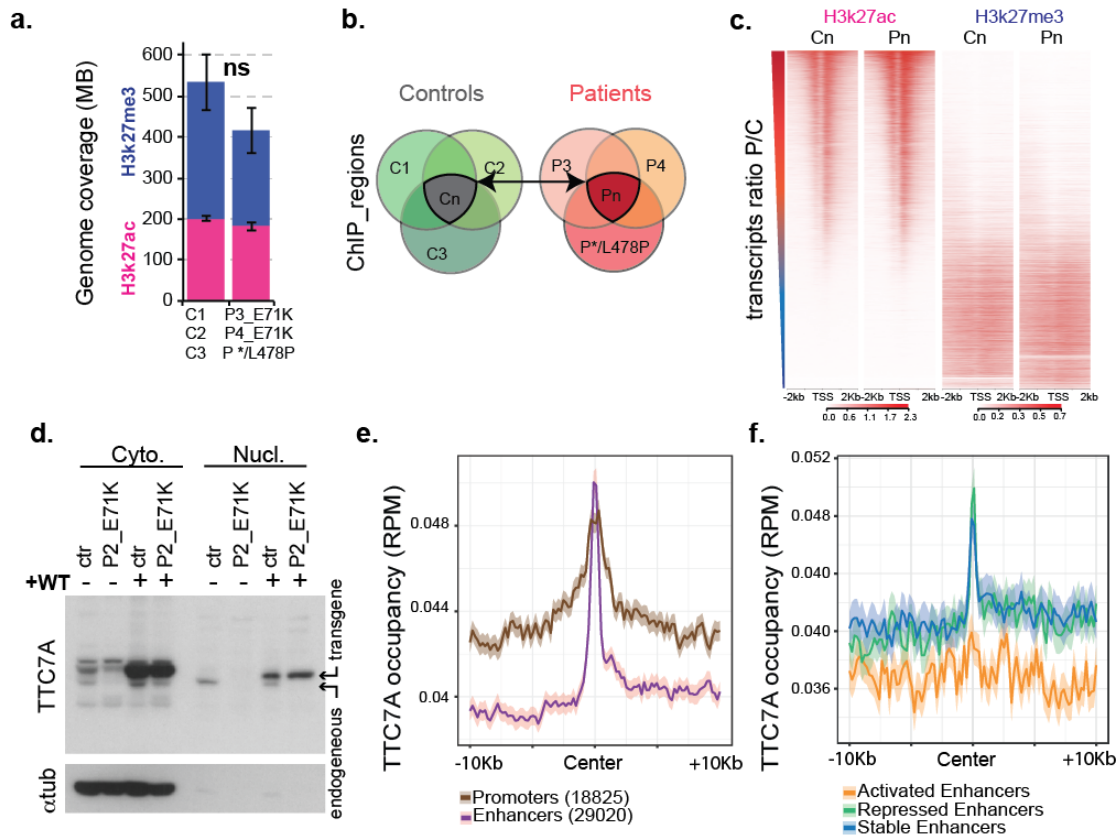 a.
Genome coverage (MB)
H3k27ac
H3k27me3
600
500
400
300
200
100
0
ns
C1 P3_E71K
C2 P4_E71K
C3 P */L478P
b.
Controls Patients
ChIP_regions
C1
C2
Cn
C3
P3
P4
Pn
P*/L478P
c.
H3k27ac H3k27me3
Cn Pn Cn Pn
transcripts ratio P/C
-2kb TSS 2Kb -2Kb TSS 2kb -2kb TSS 2Kb -2Kb TSS 2kb
0.0 0.6 1.1 1.7 2.3
0.0 0.2 0.3 0.5 0.7
d.
Cyto. Nucl.
ctr P2_E71K ctr P2_E71K ctr P2_E71K ctr P2_E71K
+WT - - + + - - + +
TTC7A
αtub
endogeneous
transgene
e.
TTC7A occupancy (RPM)
0.048
0.044
0.04
-10Kb Center +10Kb
Promoters (18825)
Enhancers (29020)
f.
TTC7A occupancy (RPM)
0.052
0.048
0.044
0.040
0.036
-10Kb Center +10Kb
Activated Enhancers
Repressed Enhancers
Stable Enhancers